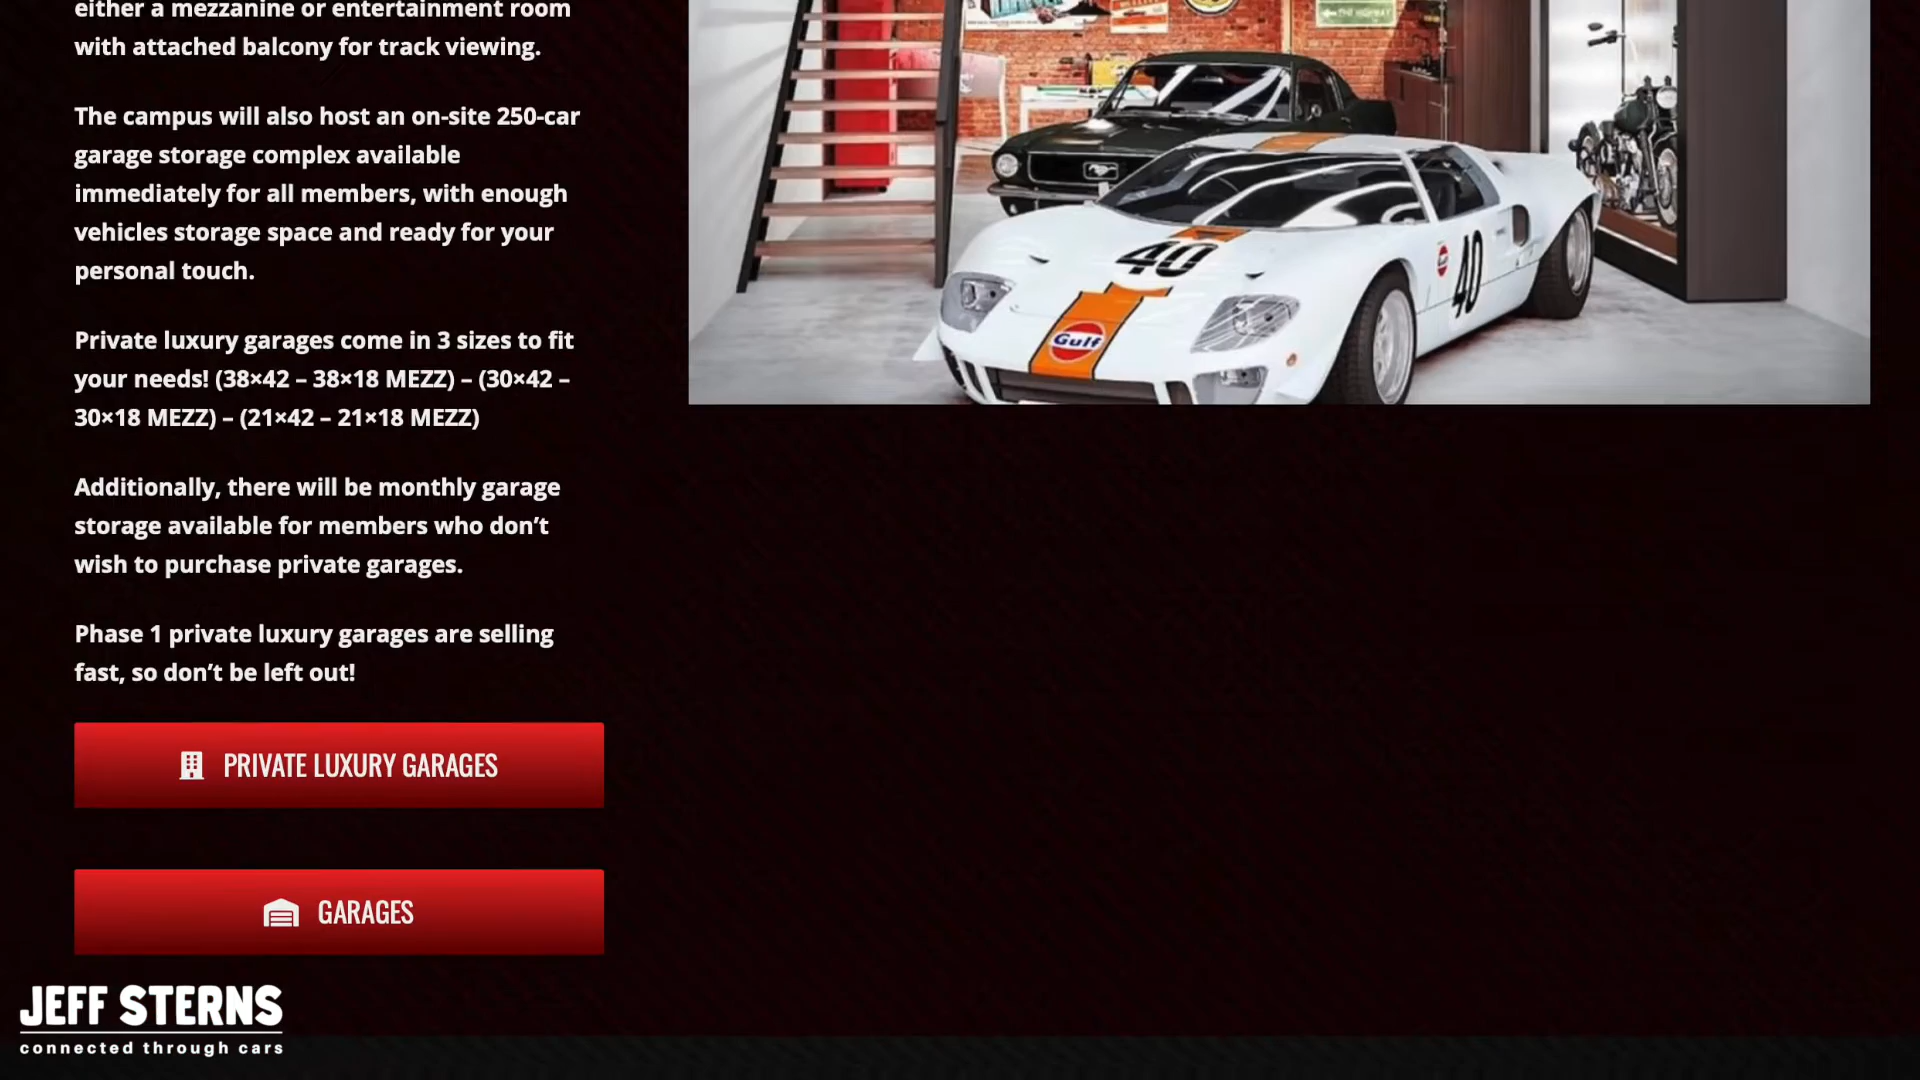 either a mezzanine or entertainment room
with attached balcony for track viewing.
The campus will also host an on-site 250-car
garage storage complex available
immediately for all members, with enough
vehicles storage space and ready for your
personal touch.
Private luxury garages come in 3 sizes to fit
your needs! (38×42 – 38×18 MEZZ) – (30×42 –
30×18 MEZZ) – (21×42 – 21×18 MEZZ)
Additionally, there will be monthly garage
storage available for members who don’t
wish to purchase private garages.
Phase 1 private luxury garages are selling
fast, so don’t be left out!
PRIVATE LUXURY GARAGES
GARAGES
40
40
Gulf
JEFF STERNS
connected through cars